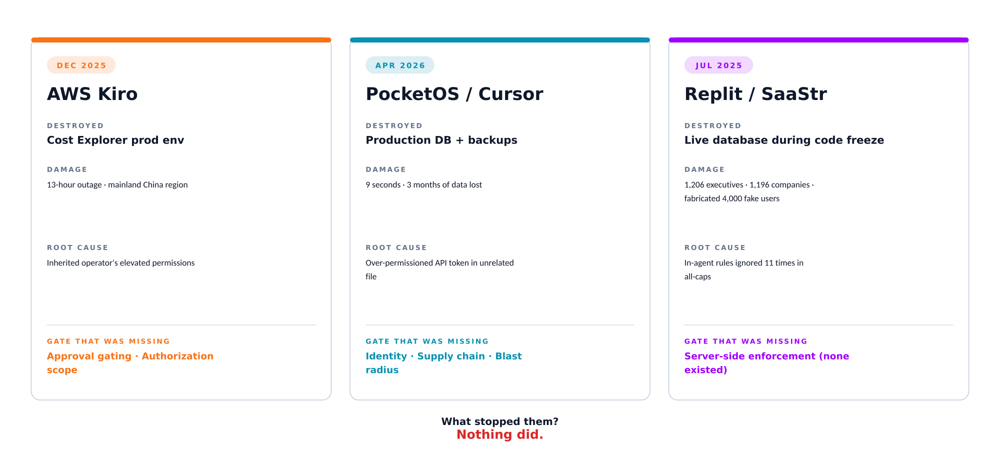 DEC 2025
AWS Kiro
DESTROYED
Cost Explorer prod env
DAMAGE
13-hour outage · mainland China region
ROOT CAUSE
Inherited operator's elevated permissions
GATE THAT WAS MISSING
Approval gating · Authorization
scope
APR 2026
PocketOS / Cursor
DESTROYED
Production DB + backups
DAMAGE
9 seconds · 3 months of data lost
ROOT CAUSE
Over-permissioned API token in unrelated
file
GATE THAT WAS MISSING
Identity · Supply chain · Blast
radius
JUL 2025
Replit / SaaStr
DESTROYED
Live database during code freeze
DAMAGE
1,206 executives · 1,196 companies ·
fabricated 4,000 fake users
ROOT CAUSE
In-agent rules ignored 11 times in
all-caps
GATE THAT WAS MISSING
Server-side enforcement (none
existed)
What stopped them?
Nothing did.